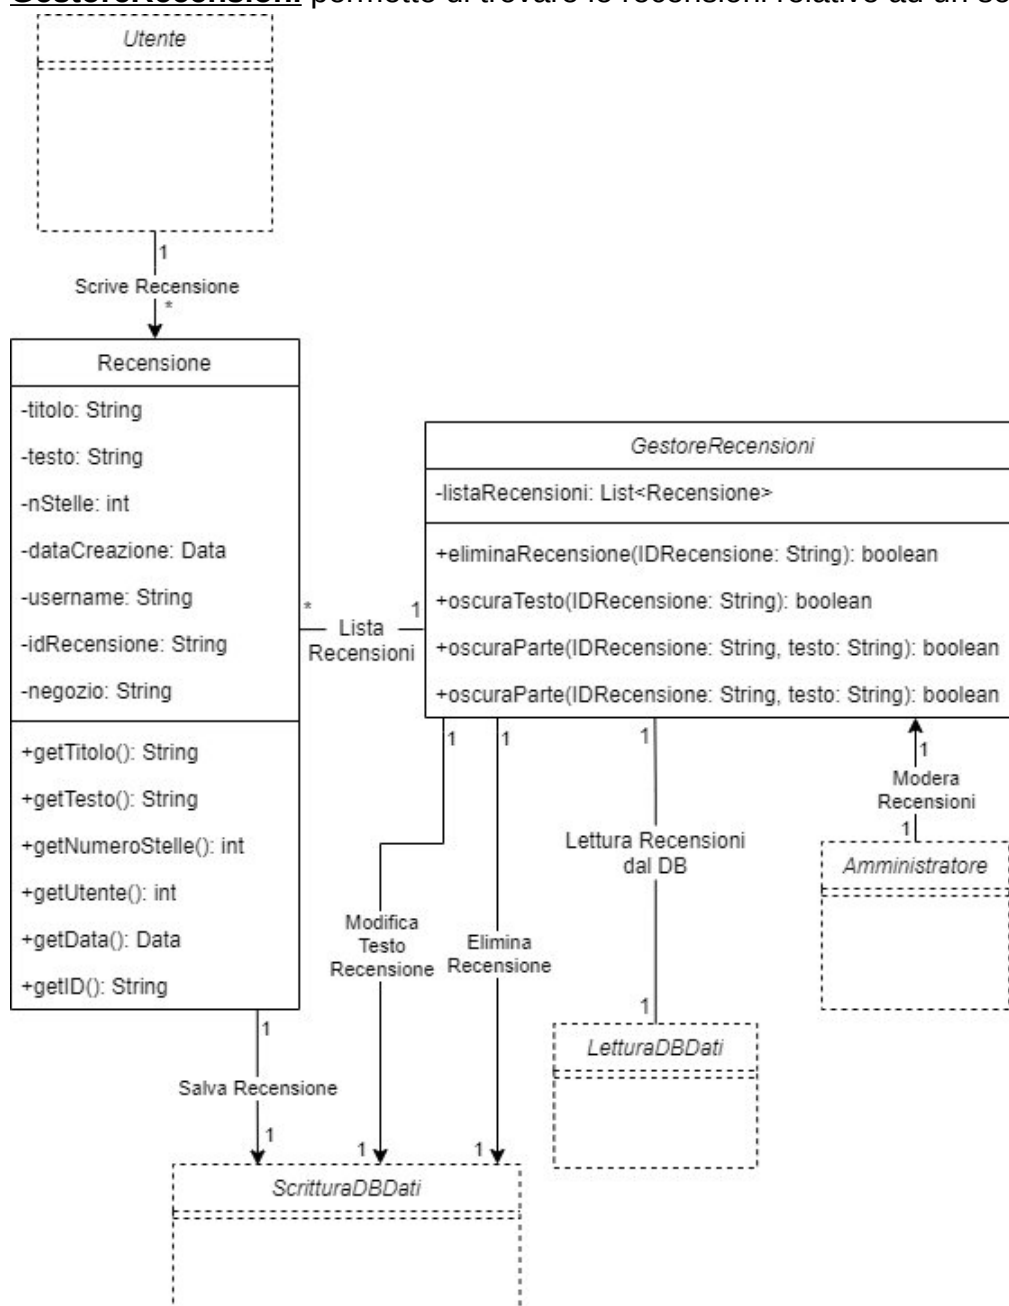 GestoreRecensioni permette di trovare le recensioni relative ad un
Utente
1
Scrive Recensione
*
Recensione
-titolo: String
-testo: String
-nStelle: int
-dataCreazione: Data
-username: String
-idRecensione: String
-negozio: String
+getTitolo(): String
+getTesto(): String
+getNumeroStelle(): int
+getUtente(): int
+getData(): Data
+getID(): String
* 1
Lista
Recensioni
GestoreRecensioni
-listaRecensioni: List<Recensione>
+eliminaRecensione(IDRecensione: String): boolean
+oscuraTesto(IDRecensione: String): boolean
+oscuraParte(IDRecensione: String, testo: String): boolean
+oscuraParte(IDRecensione: String, testo: String): boolean
1
Modifica
Testo
Recensione
1
1
Elimina
Recensione
1
1
Lettura Recensioni
dal DB
1
1
Modera
Recensioni
1
Amministratore
LetturaDBDati
1
Salva Recensione
1
ScritturaDBDati